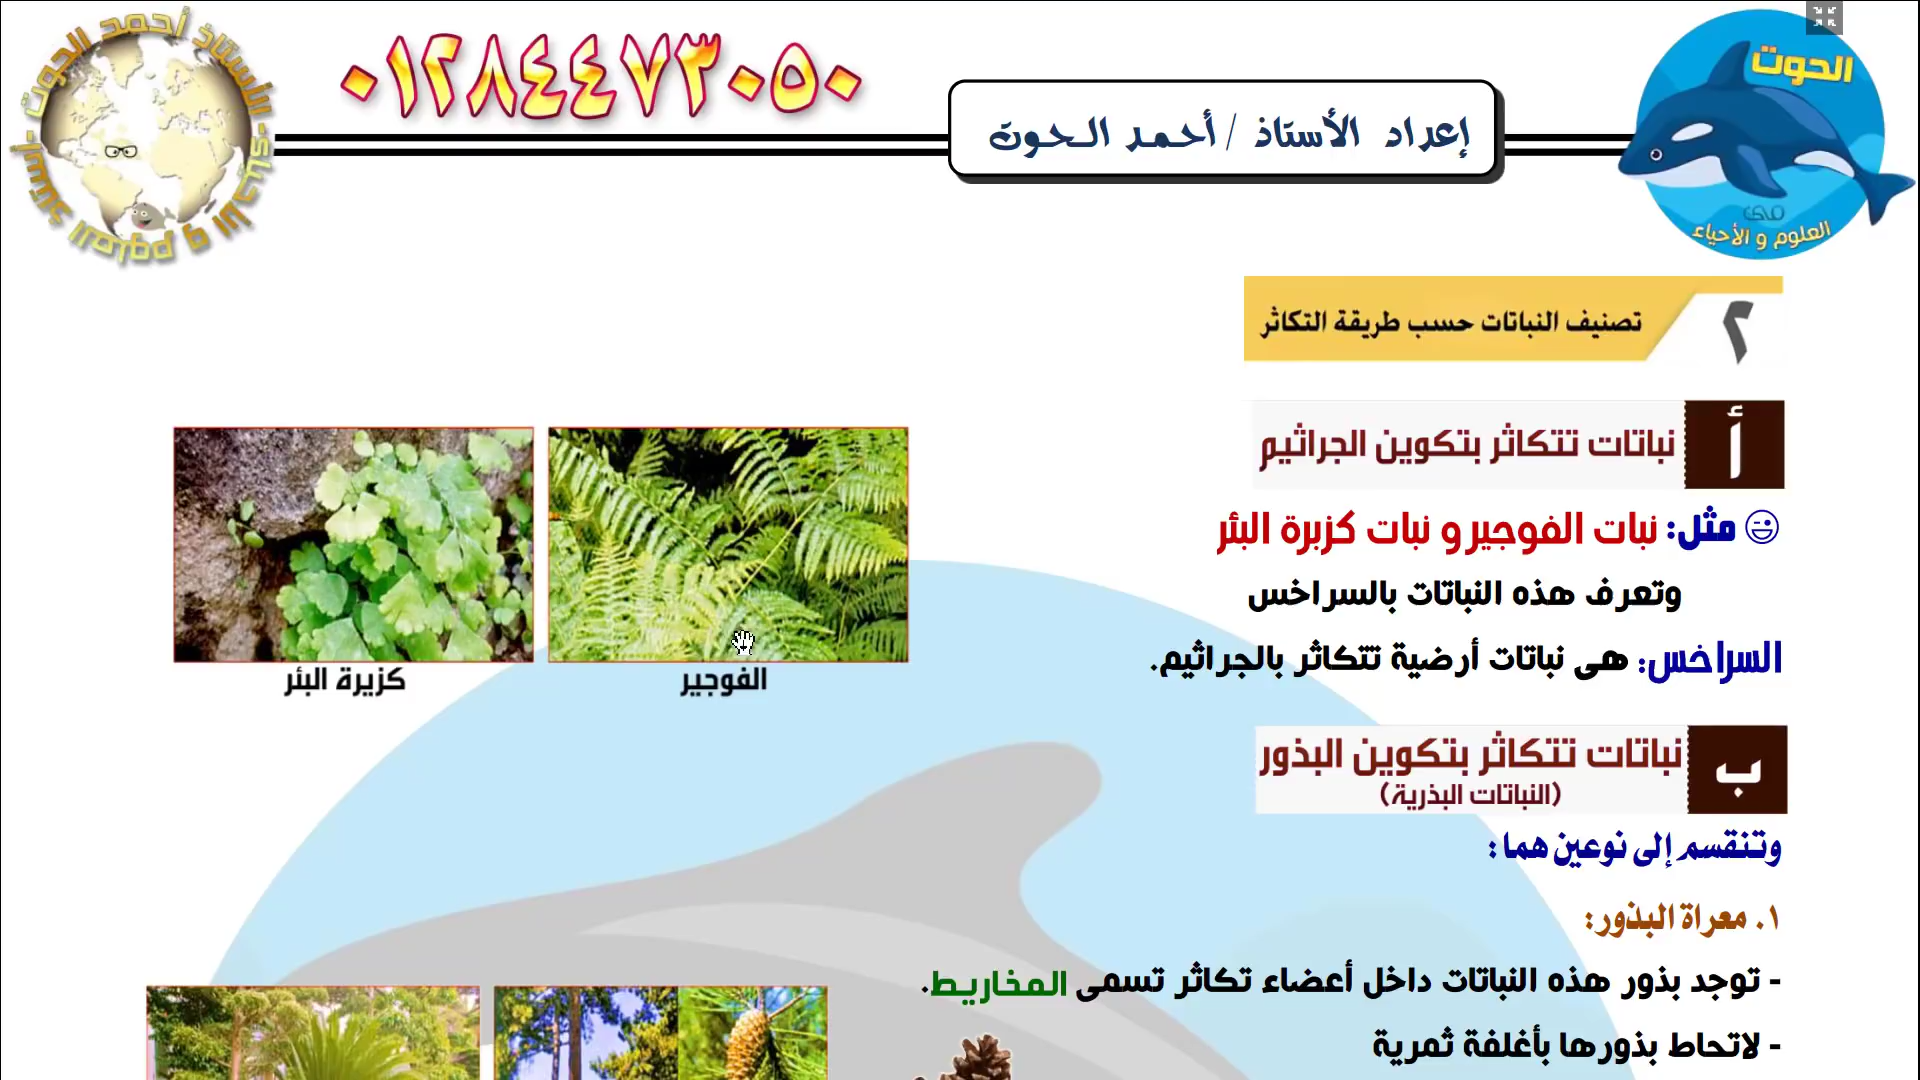 ٠١٢٨٤٤٧٣٠٥٠
إعداد الأستاذ / أحمد الحوت
الحوت
فى
العلوم و الأحياء
٢
تصنيف النباتات حسب طريقة التكاثر
أ
نباتات تتكاثر بتكوين الجراثيم
مثل: نبات الفوجير و نبات كزبرة البئر
وتعرف هذه النباتات بالسراخس
السراخس: هى نباتات أرضية تتكاثر بالجراثيم.
الفوجير
كزبرة البئر
ب
نباتات تتكاثر بتكوين البذور
(النباتات البذرية)
وتنقسم إلى نوعين هما :
١. معراة البذور:
- توجد بذور هذه النباتات داخل أعضاء تكاثر تسمى المخاريط.
- لاتحاط بذورها بأغلفة ثمرية